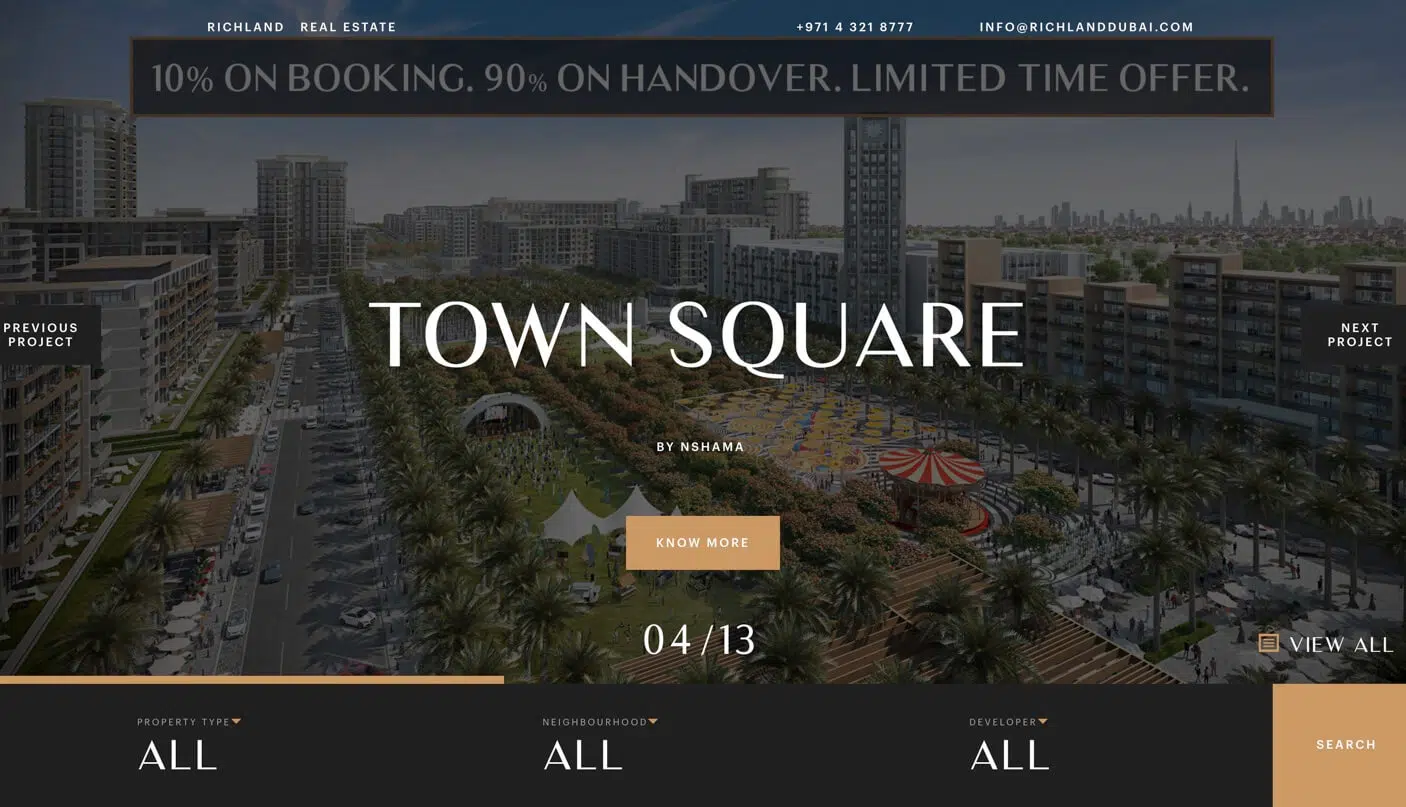 RICHLAND REAL ESTATE
+971 4 321 8777
INFO@RICHLANDDUBAI.COM
10% ON BOOKING. 90% ON HANDOVER. LIMITED TIME OFFER.
TOWN SQUARE
PREVIOUS
PROJECT
NEXT
PROJECT
BY NSHAMA
KNOW MORE
04/13
VIEW ALL
PROPERTY TYPE
ALL
NEIGHBOURHOOD
ALL
DEVELOPER
ALL
SEARCH